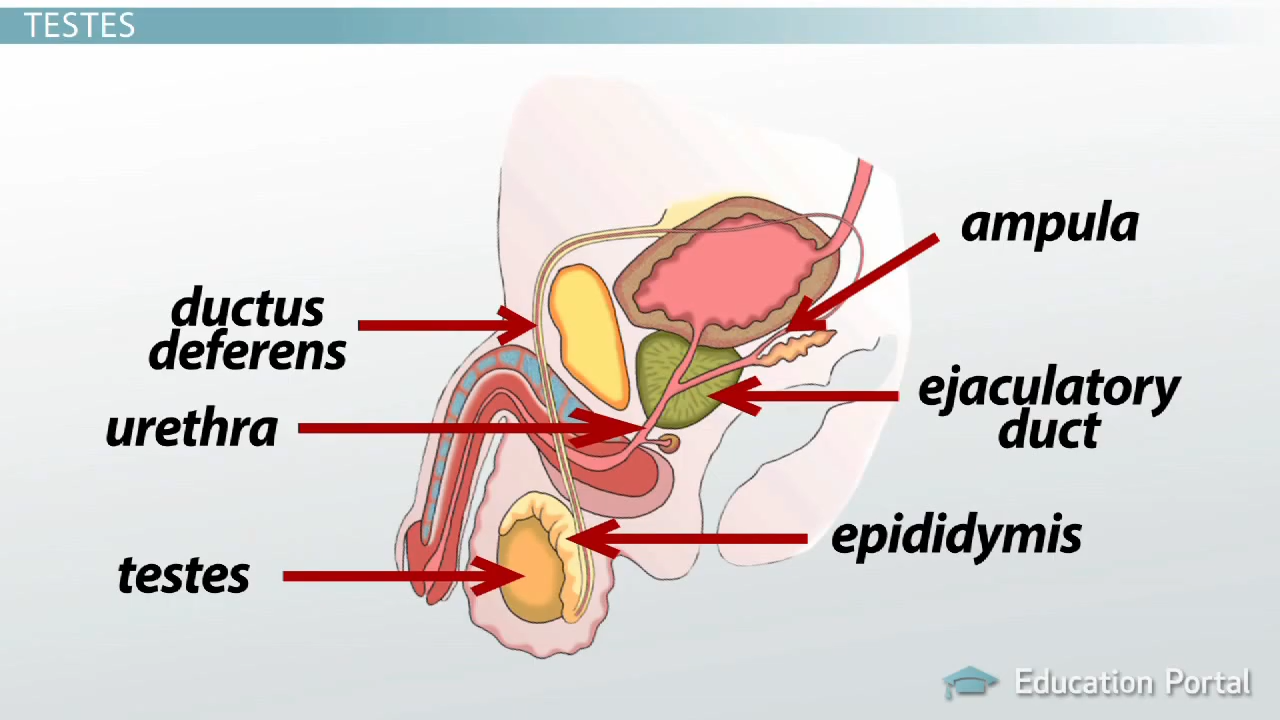 TESTES
ampula
ductus
deferens
ejaculatory
duct
urethra
epididymis
testes
Education Portal